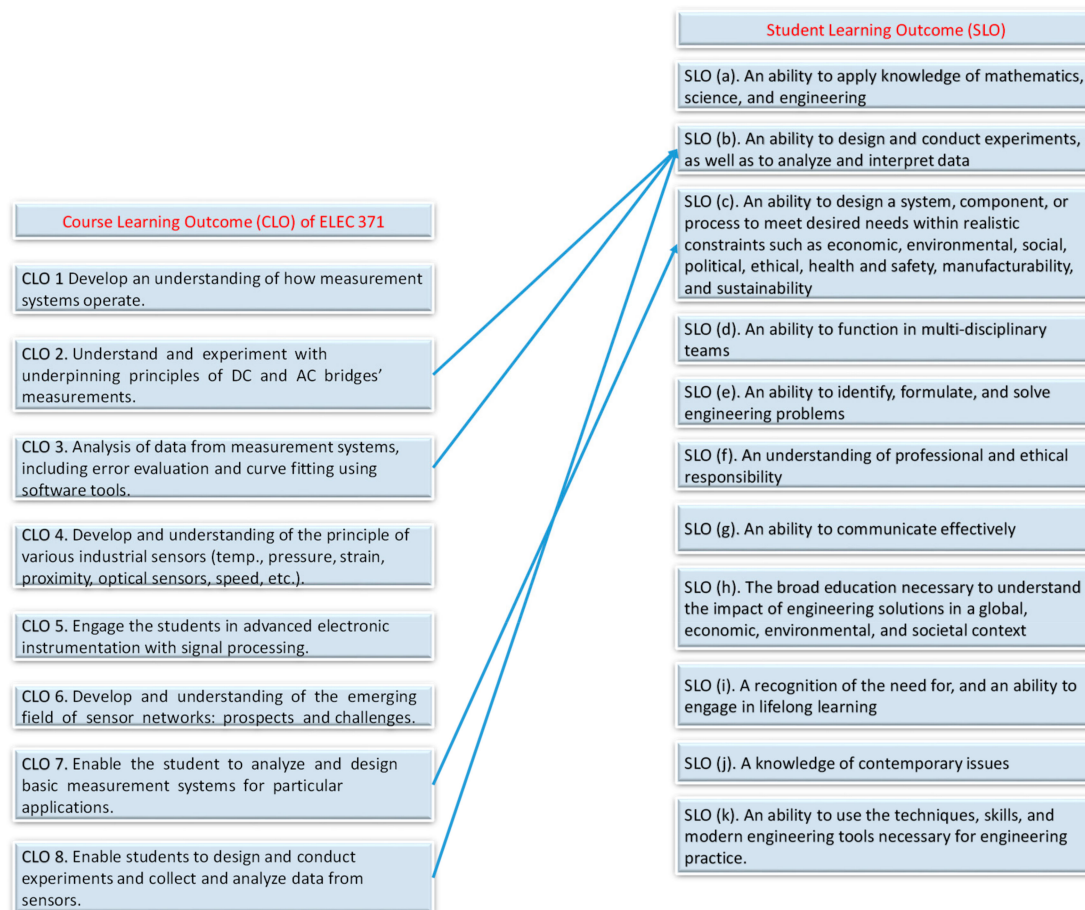 Course Learning Outcome (CLO) of ELEC 371
CLO 1 Develop an understanding of how measurement
systems operate.
CLO 2. Understand and experiment with
underpinning principles of DC and AC bridges’
measurements.
CLO 3. Analysis of data from measurement systems,
including error evaluation and curve fitting using
software tools.
CLO 4. Develop and understanding of the principle of
various industrial sensors (temp., pressure, strain,
proximity, optical sensors, speed, etc.).
CLO 5. Engage the students in advanced electronic
instrumentation with signal processing.
CLO 6. Develop and understanding of the emerging
field of sensor networks: prospects and challenges.
CLO 7. Enable the student to analyze and design
basic measurement systems for particular
applications.
CLO 8. Enable students to design and conduct
experiments and collect and analyze data from
sensors.
Student Learning Outcome (SLO)
SLO (a). An ability to apply knowledge of mathematics,
science, and engineering
SLO (b). An ability to design and conduct experiments,
as well as to analyze and interpret data
SLO (c). An ability to design a system, component, or
process to meet desired needs within realistic
constraints such as economic, environmental, social,
political, ethical, health and safety, manufacturability,
and sustainability
SLO (d). An ability to function in multi-disciplinary
teams
SLO (e). An ability to identify, formulate, and solve
engineering problems
SLO (f). An understanding of professional and ethical
responsibility
SLO (g). An ability to communicate effectively
SLO (h). The broad education necessary to understand
the impact of engineering solutions in a global,
economic, environmental, and societal context
SLO (i). A recognition of the need for, and an ability to
engage in lifelong learning
SLO (j). A knowledge of contemporary issues
SLO (k). An ability to use the techniques, skills, and
modern engineering tools necessary for engineering
practice.